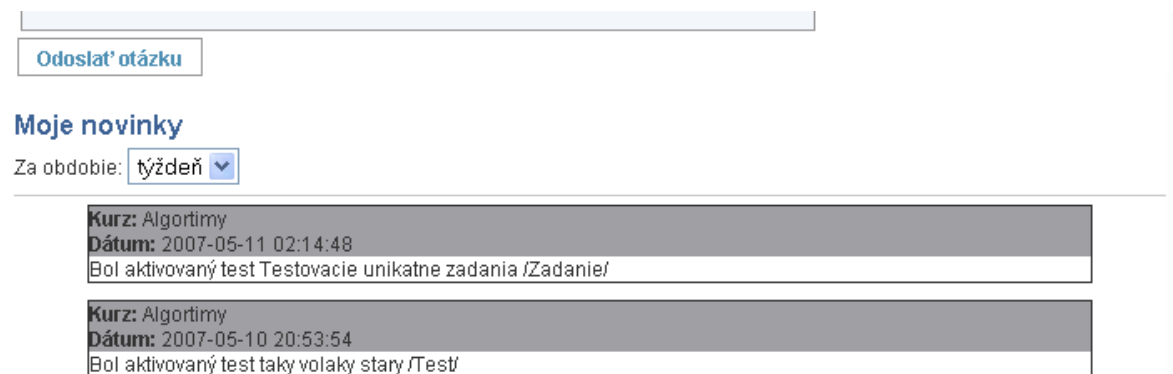 Odoslať otázku
Moje novinky
Za obdobie: týždeň
Kurz: Algortimy
Dátum: 2007-05-11 02:14:48
Bol aktivovaný test Testovacie unikatne zadania /Zadanie/
Kurz: Algortimy
Dátum: 2007-05-10 20:53:54
Bol aktivovaný test taky volaky stary /Test/